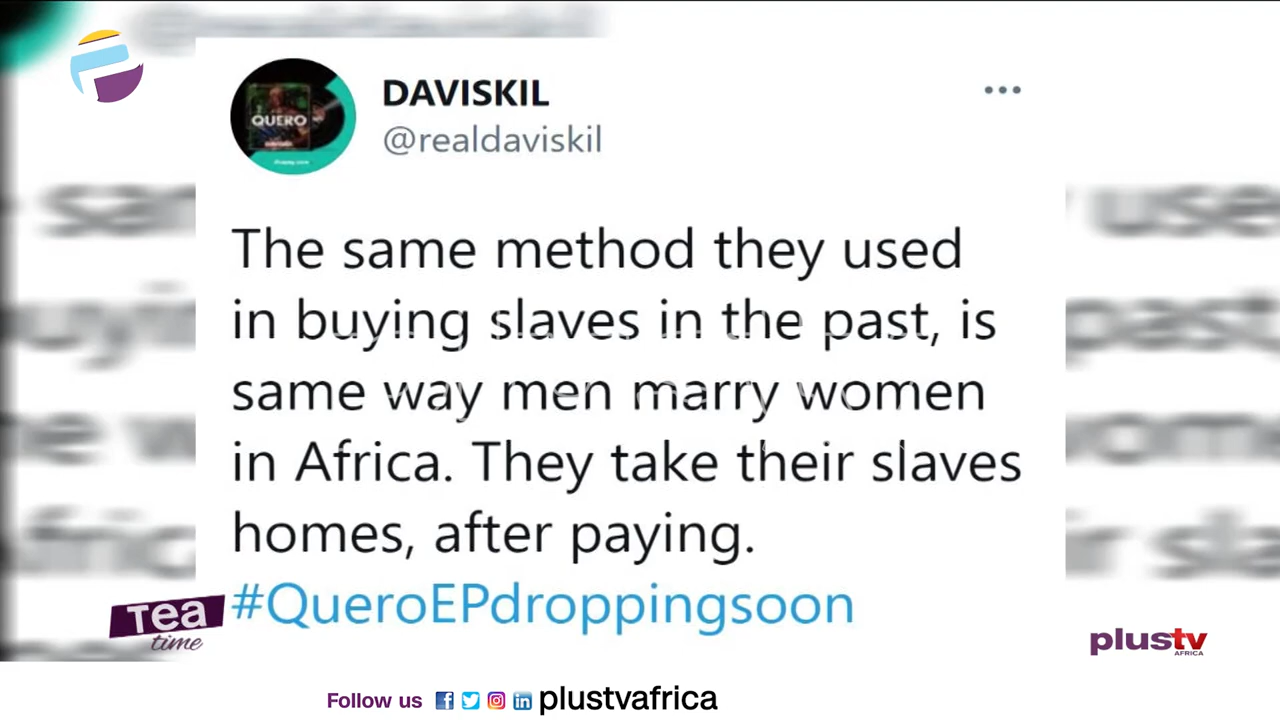 DAVISKIL
@realdaviskil
QUERO
The same method they used
in buying slaves in the past, is
same way men marry women
in Africa. They take their slaves
homes, after paying.
#QueroEPdroppingsoon
Tea
time
plustv
AFRICA
Follow us plustvafrica